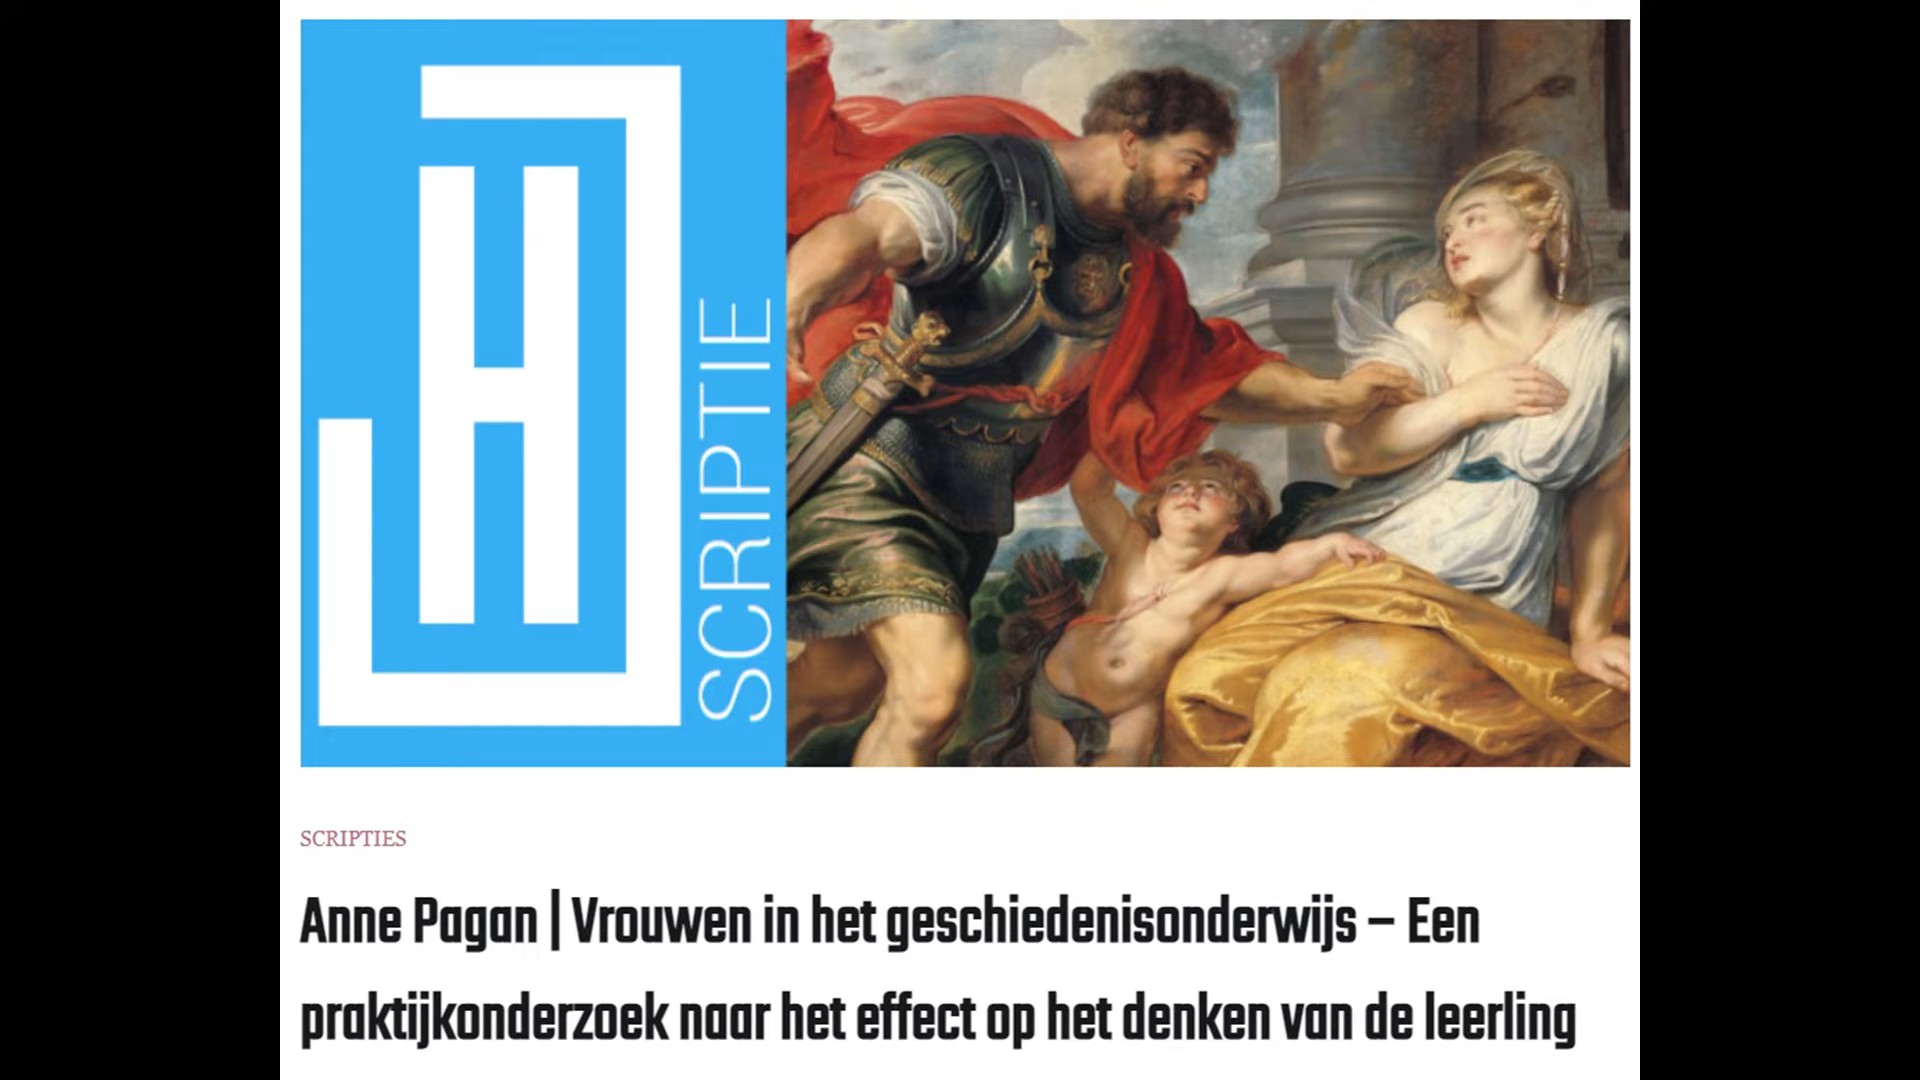 JHD
SCRIPTIE
SCRIPTIES
Anne Pagan | Vrouwen in het geschiedenisonderwijs – Een
praktijkonderzoek naar het effect op het denken van de leerling